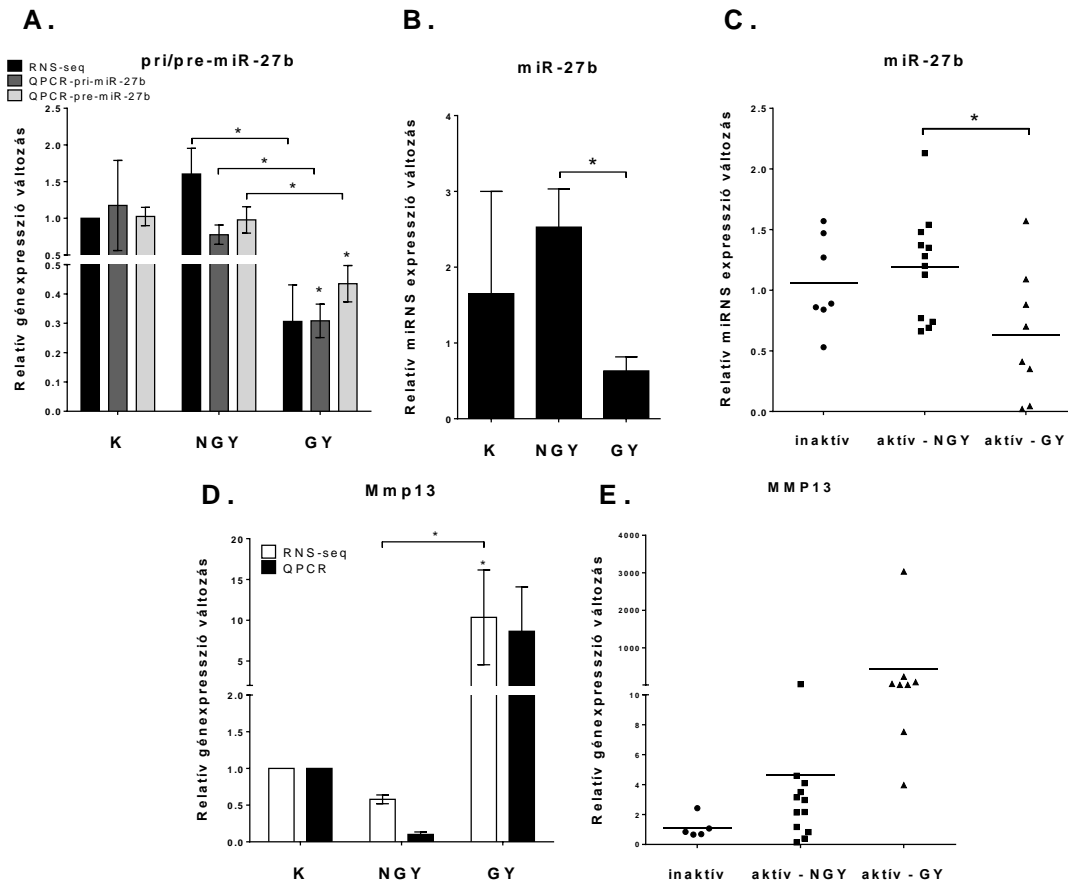 A.
pri/pre-miR-27b
RNS-seq
QPCR-pri-miR-27b
QPCR-pre-miR-27b
Relatív génexpresszió változás
2.5
2.0
1.5
1.0
0.5
0.5
0.4
0.3
0.2
0.1
0.0
*
*
*
*
*
K
NGY
GY
B.
miR-27b
Relatív miRNS expresszió változás
4
3
2
1
0
*
K
NGY
GY
C.
miR-27b
Relatív miRNS expresszió változás
2.5
2.0
1.5
1.0
0.5
0.0
*
inaktív
aktív - NGY
aktív - GY
D.
Mmp13
RNS-seq
QPCR
Relatív génexpresszió változás
20
15
10
5
2.0
1.5
1.0
0.5
0.0
*
*
K
NGY
GY
E.
MMP13
Relatív génexpresszió változás
4000
3000
2000
1000
10
8
6
4
2
0
inaktív
aktív - NGY
aktív - GY